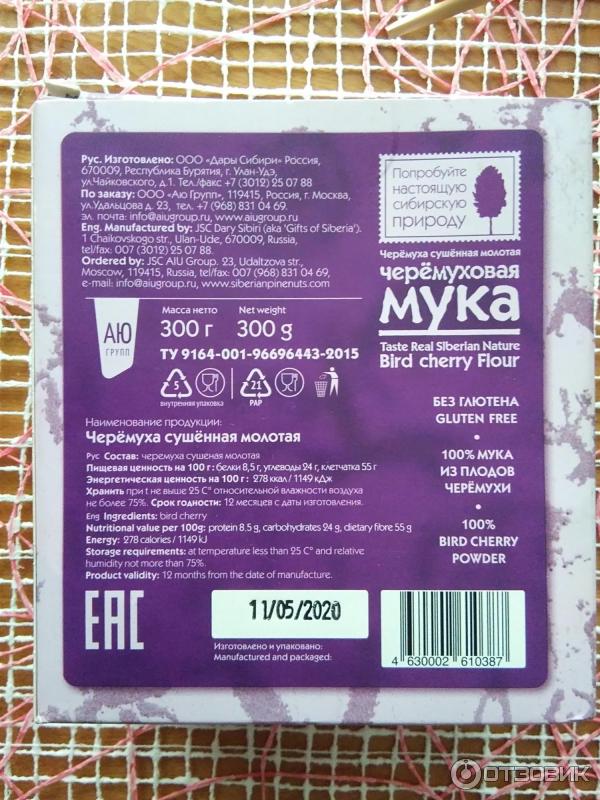 Рус. Изготовлено: ООО «Дары Сибири» Россия,
670009, Республика Бурятия, г. Улан-Удэ,
ул.Чайковского, д.1. Тел./факс +7 (3012) 25 07 88
По заказу: ООО «Аю Групп», 119415, Россия, г. Москва,
ул.Удальцова д. 23, тел. +7 (968) 831 04 69.
эл. почта: info@aiugroup.ru, www.aiugroup.ru
Eng. Manufactured by: JSC Dary Sibiri (aka 'Gifts of Siberia').
1 Chaikovskogo str., Ulan-Ude, 670009, Russia,
tel/fax: 007 (3012) 25 07 88
Ordered by: JSC AIU Group. 23, Udaltzova str.,
Moscow, 119415, Russia, tel/fax: 007 (968) 831 04 69,
e-mail: info@aiugroup.ru, www.siberianpinenuts.com
Попробуйте
настоящую
сибирскую
природу
Черёмуха сушённая молотая
черёмуховая
мука
Taste Real Siberian Nature
Bird cherry Flour
АЮ
ГРУПП
Масса нетто Net weight
300 г 300 g
ТУ 9164-001-96696443-2015
5
внутренняя упаковка
21
PAP
БЕЗ ГЛЮТЕНА
GLUTEN FREE
•
100% МУКА
ИЗ ПЛОДОВ
ЧЕРЁМУХИ
•
100%
BIRD CHERRY
POWDER
Наименование продукции:
Черёмуха сушённая молотая
Рус Состав: черемуха сушеная молотая
Пищевая ценность на 100 г: белки 8,5 г, углеводы 24 г, клетчатка 55 г
Энергетическая ценность на 100 г: 278 ккал / 1149 кДж
Хранить при t не выше 25 С° относительной влажности воздуха
не более 75%. Срок годности: 12 месяцев с даты изготовления.
Eng Ingredients: bird cherry
Nutritional value per 100g: protein 8.5 g, carbohydrates 24 g, dietary fibre 55 g
Energy: 278 calories / 1149 kJ
Storage requirements: at temperature less than 25 C° and relative
humidity not more than 75%.
Product validity: 12 months from the date of manufacture.
ЕАС
11/05/2020
Изготовлено и упаковано:
Manufactured and packaged:
4 630002 610387
ОТЗОВИК